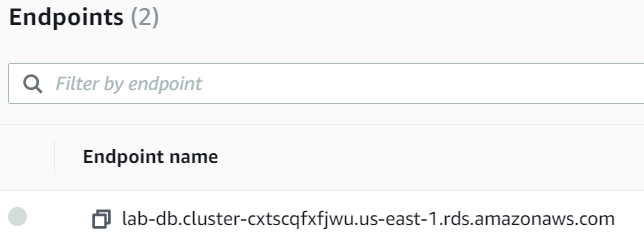 Endpoints (2)
Filter by endpoint
Endpoint name
lab-db.cluster-cxtscqfxfjwu.us-east-1.rds.amazonaws.com